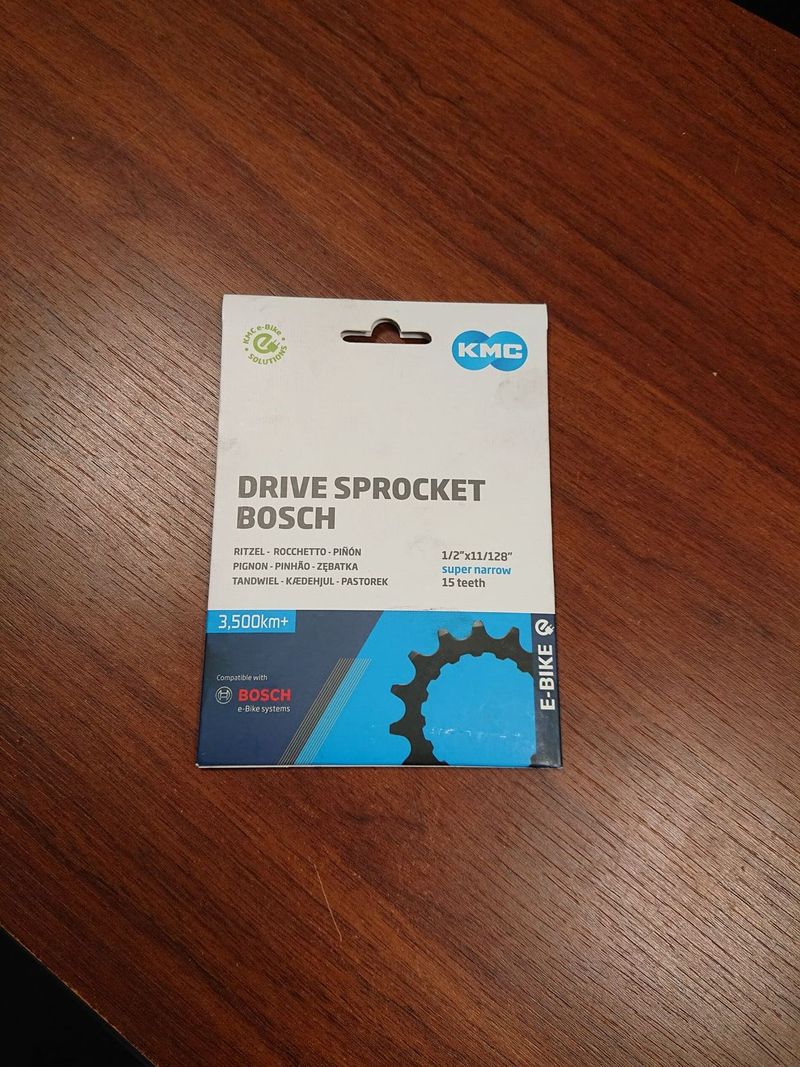 KMC e-Bike
SOLUTIONS
KMC
DRIVE SPROCKET
BOSCH
RITZEL - ROCCHETTO - PIÑÓN
PIGNON - PINHÃO - ZĘBATKA
TANDWIEL - KÆDEHJUL - PASTOREK
1/2"x11/128"
super narrow
15 teeth
3,500km+
Compatible with
BOSCH
e-Bike systems
E-BIKE